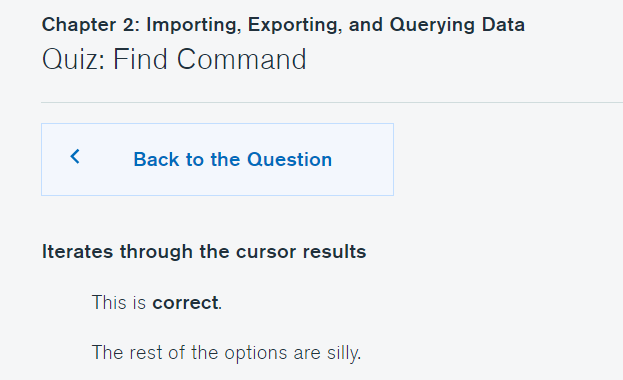 Chapter 2: Importing, Exporting, and Querying Data
Quiz: Find Command
Back to the Question
Iterates through the cursor results
This is correct.
The rest of the options are silly.